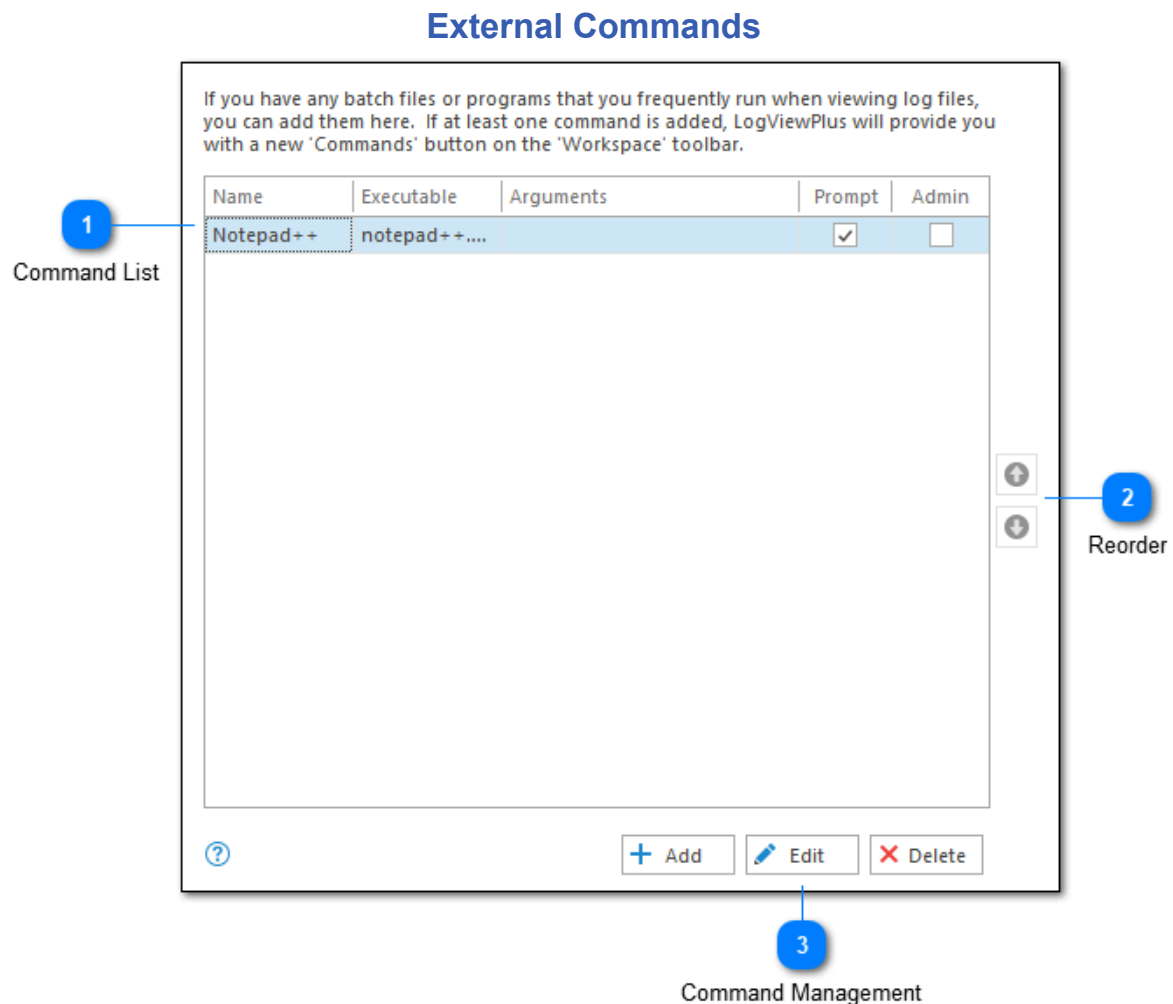 External Commands
If you have any batch files or programs that you frequently run when viewing log files,
you can add them here.  If at least one command is added, LogViewPlus will provide you
with a new 'Commands' button on the 'Workspace' toolbar.
Name Executable Arguments Prompt Admin
1
Notepad++ notepad++....
Command List
2
Reorder
? Add Edit Delete
3
Command Management